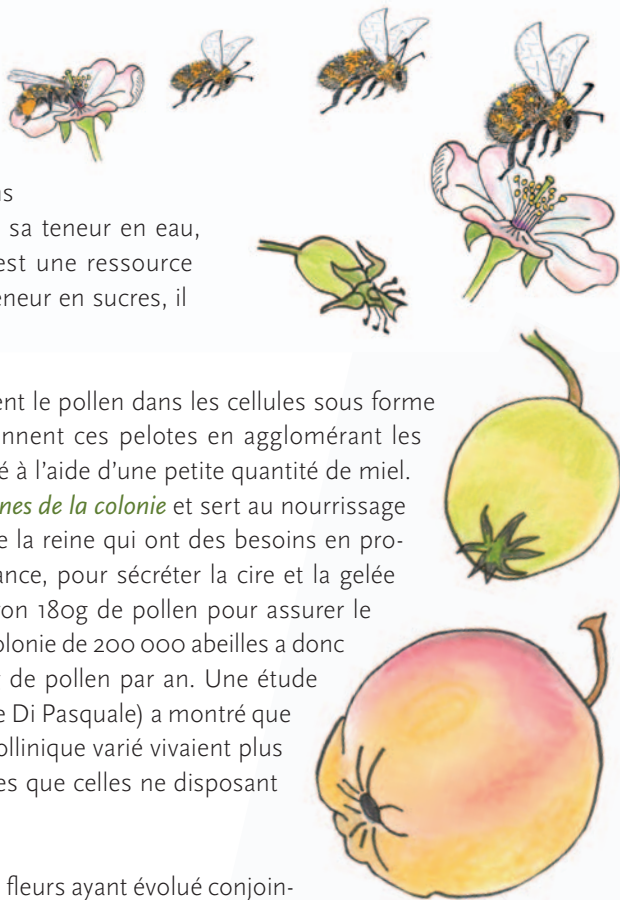 ns
sa teneur en eau,
est une ressource
eneur en sucres, il
ent le pollen dans les cellules sous forme
onnent ces pelotes en agglomérant les
é à l'aide d'une petite quantité de miel.
nes de la colonie et sert au nourrissage
e la reine qui ont des besoins en pro-
ance, pour sécréter la cire et la gelée
ron 180g de pollen pour assurer le
olonie de 200 000 abeilles a donc
de pollen par an. Une étude
e Di Pasquale) a montré que
ollinique varié vivaient plus
es que celles ne disposant
fleurs ayant évolué conjoin-